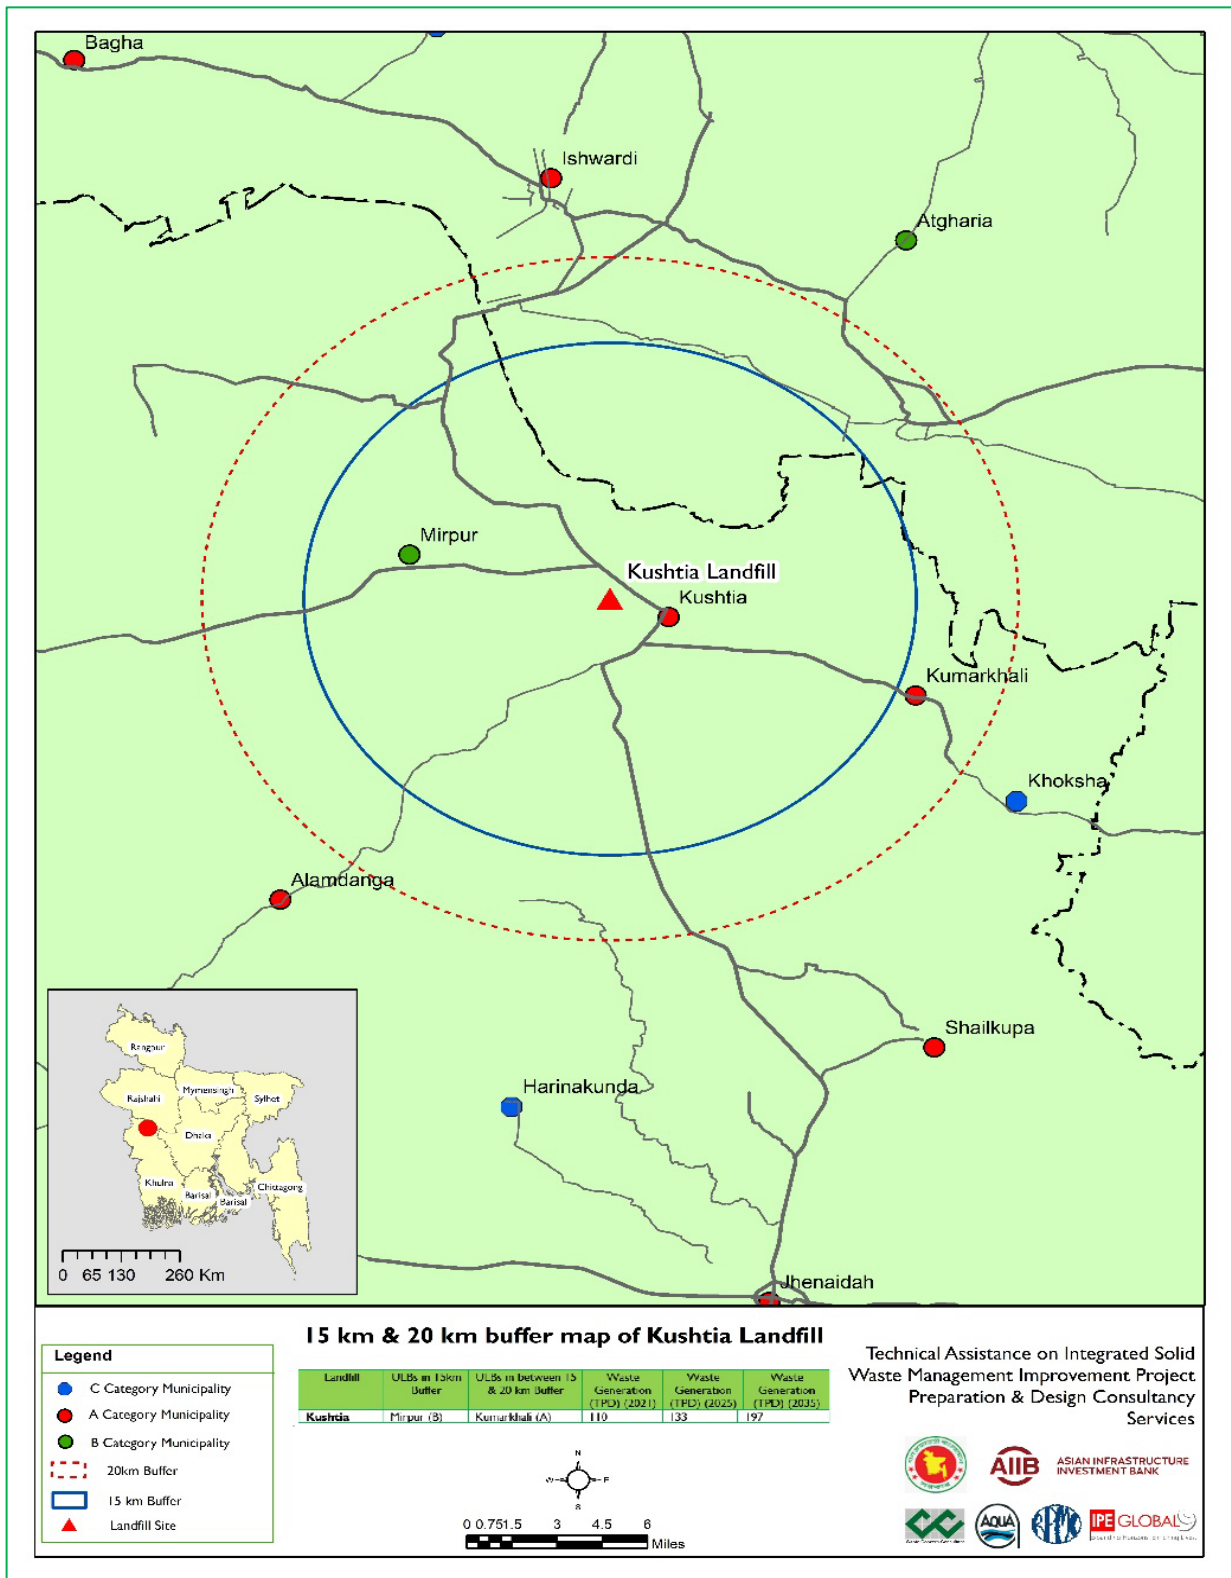 Bagha
Ishwardi
Atgharia
Mirpur
Kushtia Landfill
Kushtia
Kumarkhali
Khoksha
Alamdanga
Shailkupa
Harinakunda
Jhenaidah
Rangpur
Rajshahi
Mymensingh
Sylhet
Dhaka
Khulna
Barisal
Barisal
Chittagong
0 65 130 260 Km
15 km & 20 km buffer map of Kushtia Landfill
Legend
C Category Municipality
A Category Municipality
B Category Municipality
20km Buffer
15 km Buffer
Landfill Site
Landfill | ULBs in 15km Buffer | ULBs in between 15 & 20 km Buffer | Waste Generation (TPD) (2021) | Waste Generation (TPD) (2025) | Waste Generation (TPD) (2035)
Kushtia | Mirpur (B) | Kumarkhali (A) | 110 | 133 | 197
N
W E
S
0 0.751.5 3 4.5 6
Miles
Technical Assistance on Integrated Solid
Waste Management Improvement Project
Preparation & Design Consultancy
Services
AIIB
ASIAN INFRASTRUCTURE
INVESTMENT BANK
AQUA
IPE GLOBAL